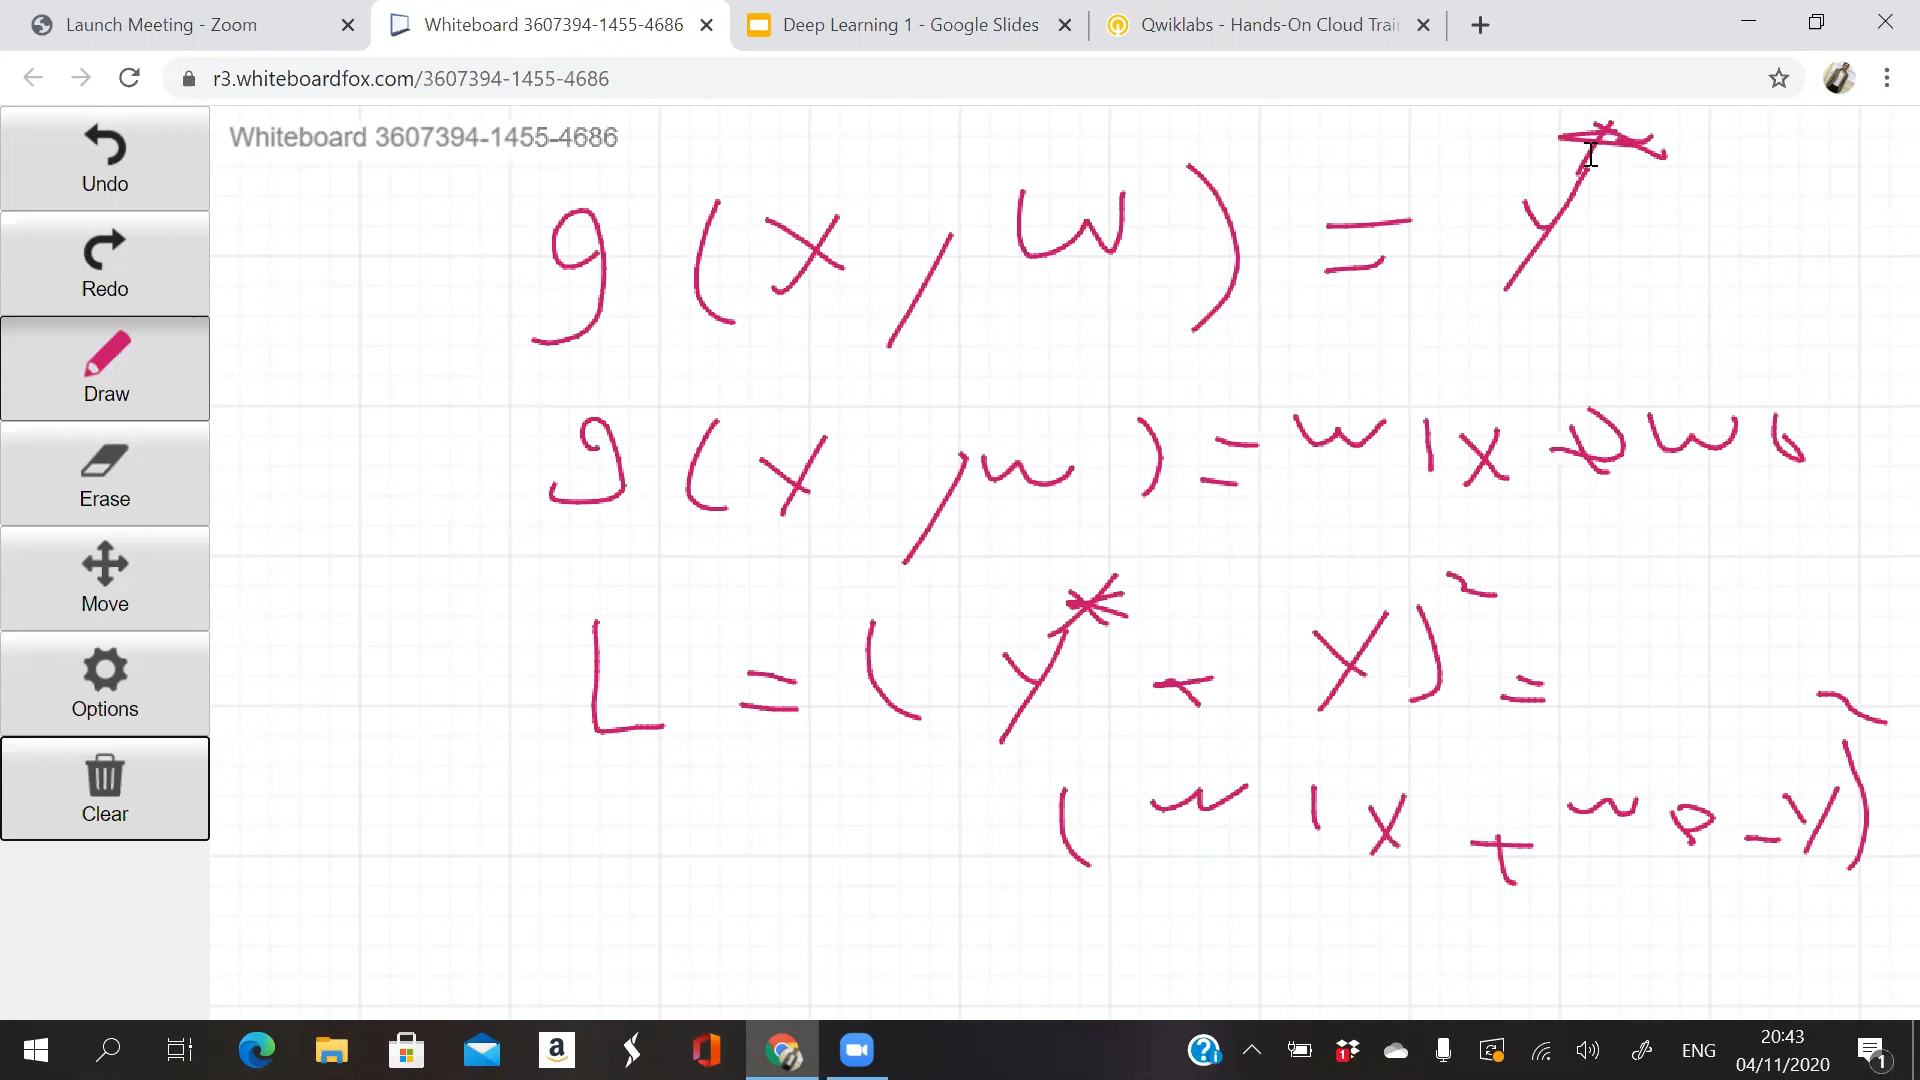 Launch Meeting - Zoom
Whiteboard 3607394-1455-4686
Deep Learning 1 - Google Slides
Qwiklabs - Hands-On Cloud Trai
r3.whiteboardfox.com/3607394-1455-4686
Whiteboard 3607394-1455-4686
Undo
Redo
Draw
Erase
Move
Options
Clear
g(x, w) = y*
g(x, w) = w1x + w0
L = (y* - y)² =
(w1x + w0 - y)²
ENG
20:43
04/11/2020
1
1